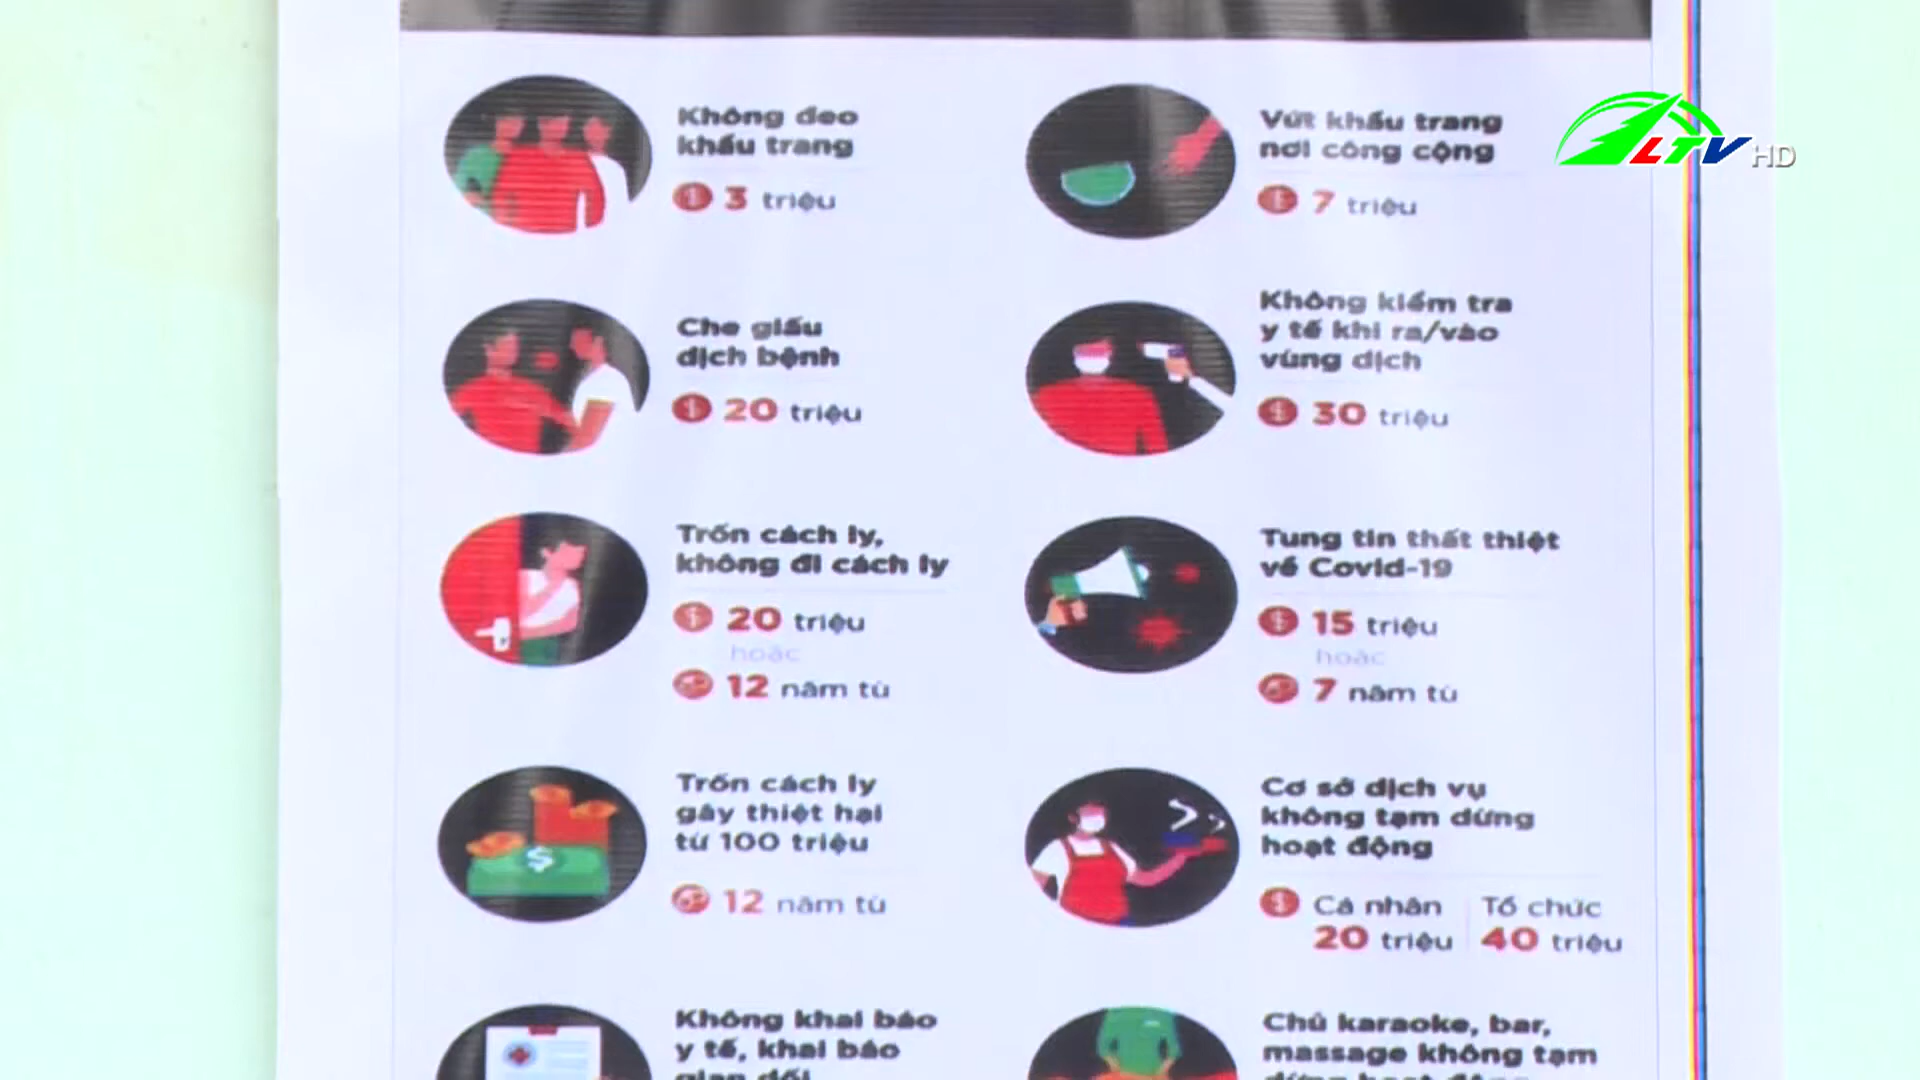 Không đeo
khẩu trang
3 triệu
Vứt khẩu trang
nơi công cộng
7 triệu
LTV HD
Che giấu
dịch bệnh
20 triệu
Không kiểm tra
y tế khi ra/vào
vùng dịch
30 triệu
Trốn cách ly,
không đi cách ly
20 triệu
hoặc
12 năm tù
Tung tin thất thiệt
về Covid-19
15 triệu
hoặc
7 năm tù
Trốn cách ly
gây thiệt hại
từ 100 triệu
12 năm tù
Cơ sở dịch vụ
không tạm dừng
hoạt động
Cá nhân
20 triệu
Tổ chức
40 triệu
Không khai báo
y tế, khai báo
gian dối
Chủ karaoke, bar,
massage không tạm
dừng hoạt động